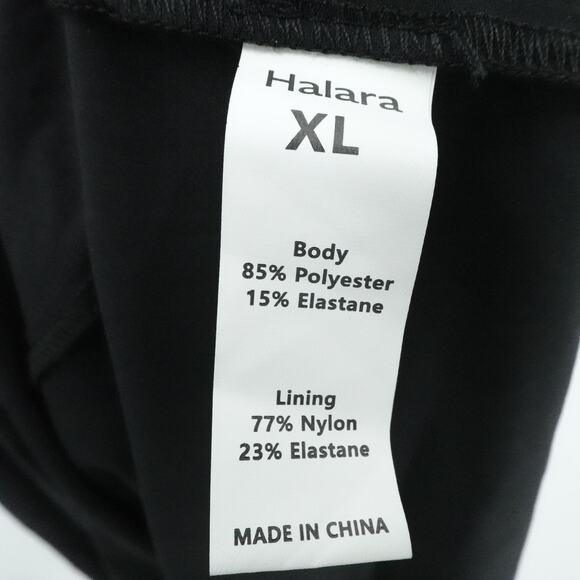 Halara
XL
Body
85% Polyester
15% Elastane
Lining
77% Nylon
23% Elastane
MADE IN CHINA